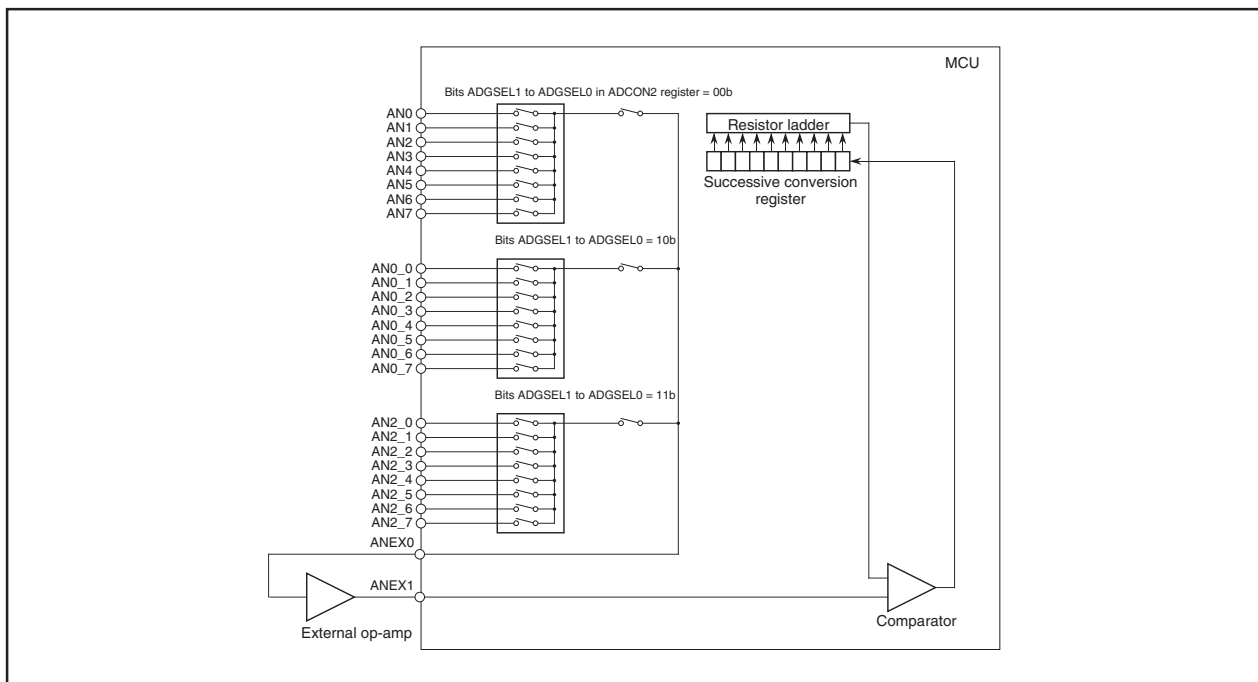 MCU
Bits ADGSEL1 to ADGSEL0 in ADCON2 register = 00b
AN0
AN1
AN2
AN3
AN4
AN5
AN6
AN7
Resistor ladder
Successive conversion
register
Bits ADGSEL1 to ADGSEL0 = 10b
AN0_0
AN0_1
AN0_2
AN0_3
AN0_4
AN0_5
AN0_6
AN0_7
Bits ADGSEL1 to ADGSEL0 = 11b
AN2_0
AN2_1
AN2_2
AN2_3
AN2_4
AN2_5
AN2_6
AN2_7
ANEX0
ANEX1
External op-amp
Comparator